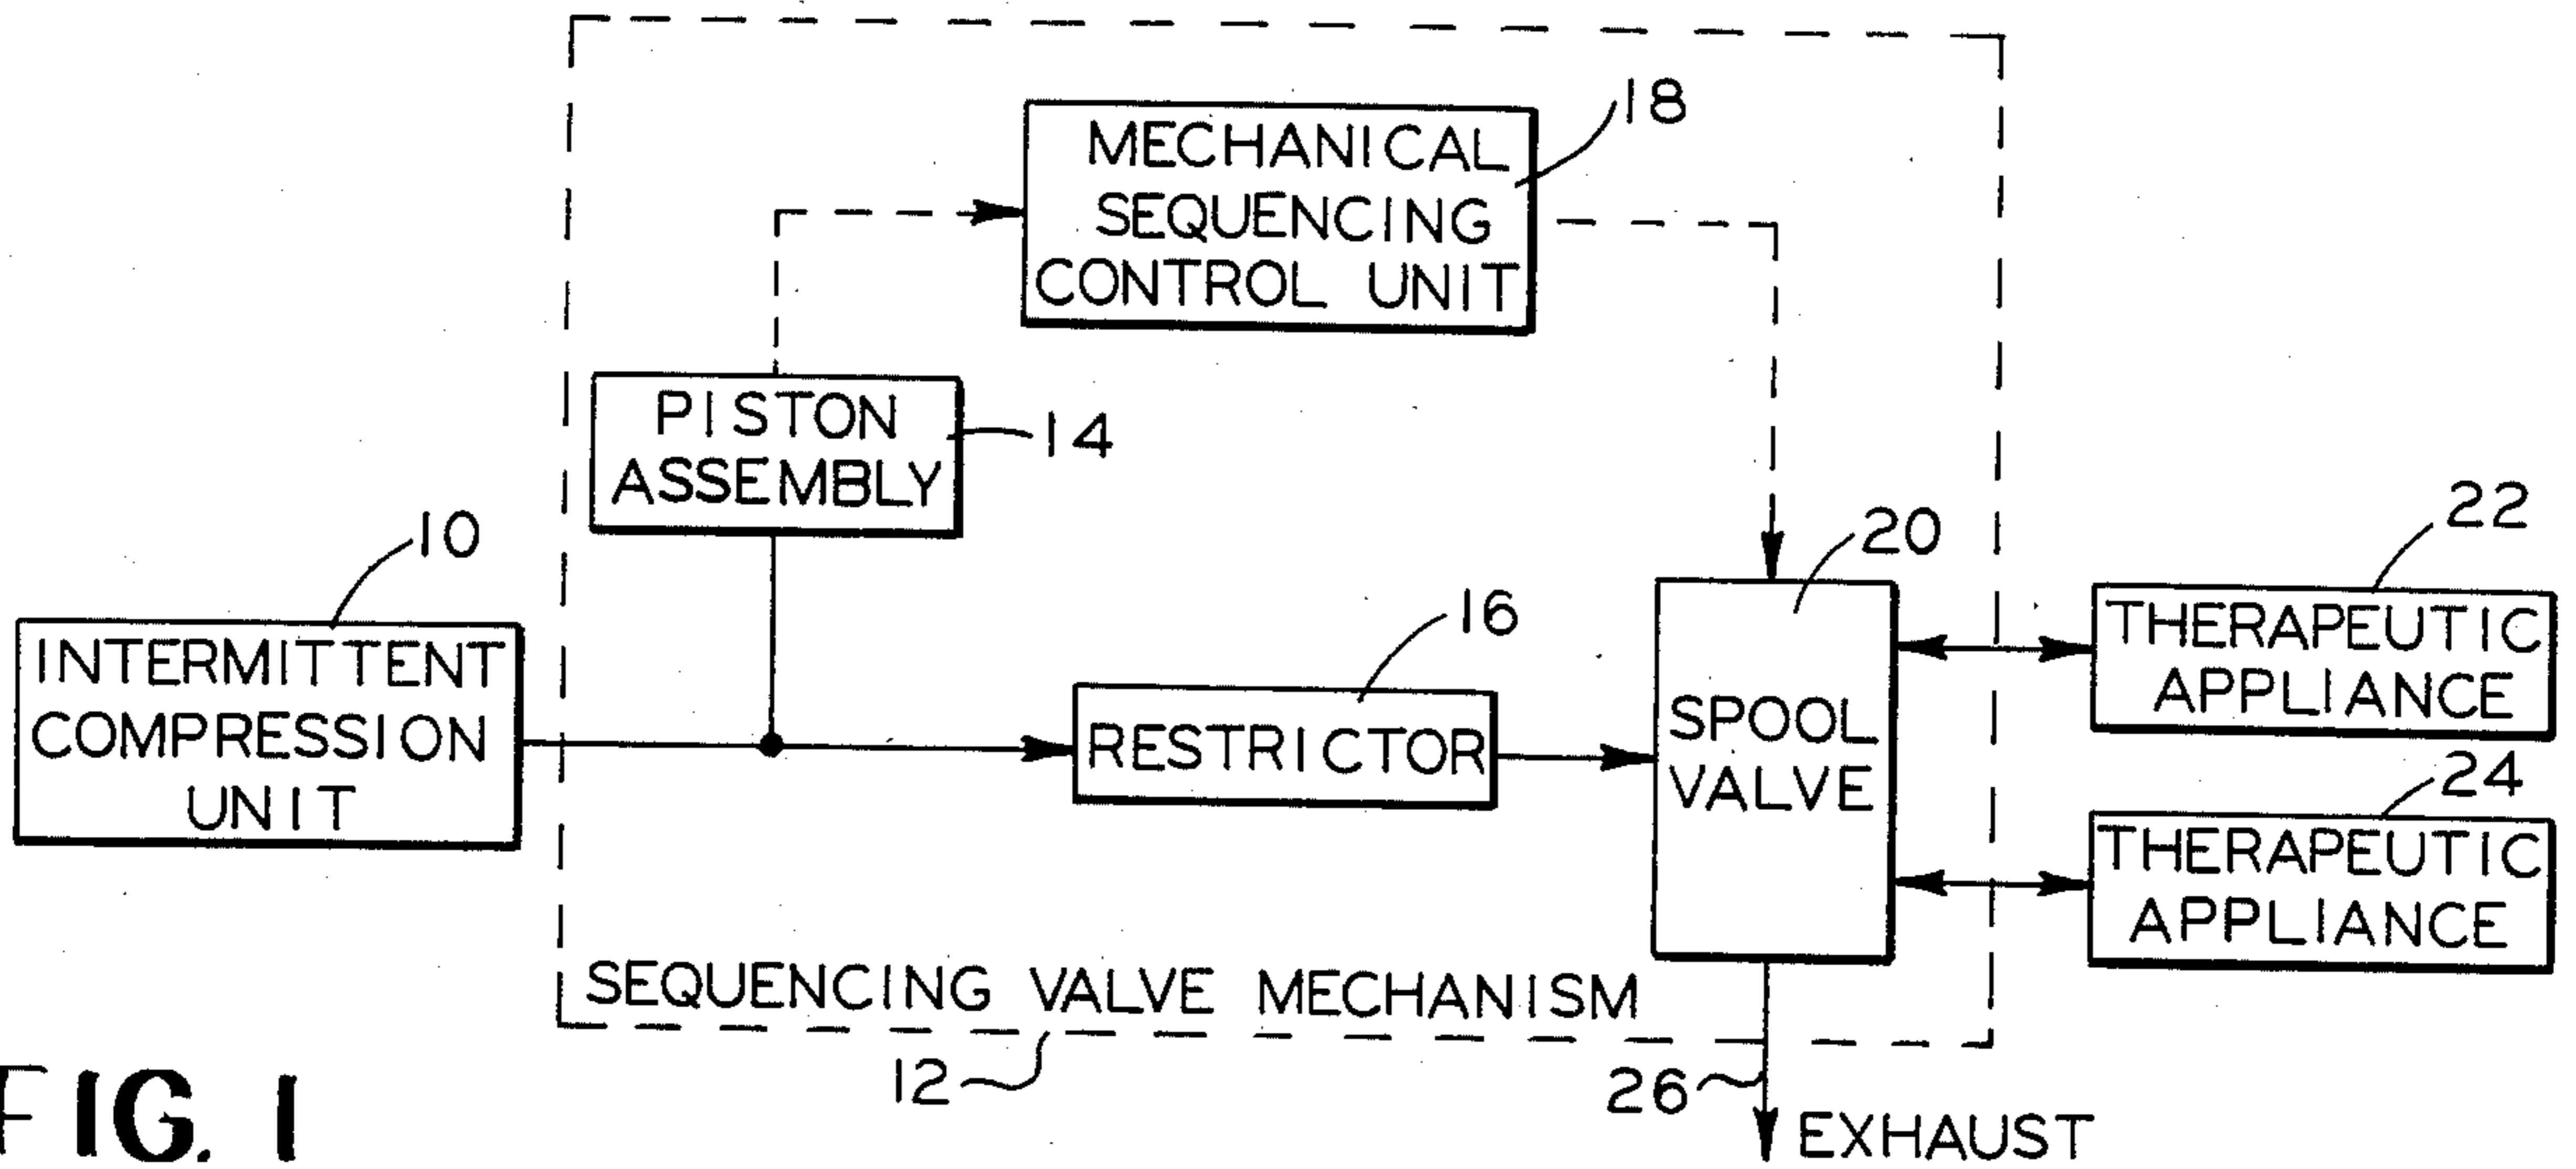 18
MECHANICAL
SEQUENCING
CONTROL UNIT
PISTON
ASSEMBLY
14
10
INTERMITTENT
COMPRESSION
UNIT
16
RESTRICTOR
20
SPOOL
VALVE
22
THERAPEUTIC
APPLIANCE
24
THERAPEUTIC
APPLIANCE
SEQUENCING VALVE MECHANISM
12
26
EXHAUST
FIG. 1